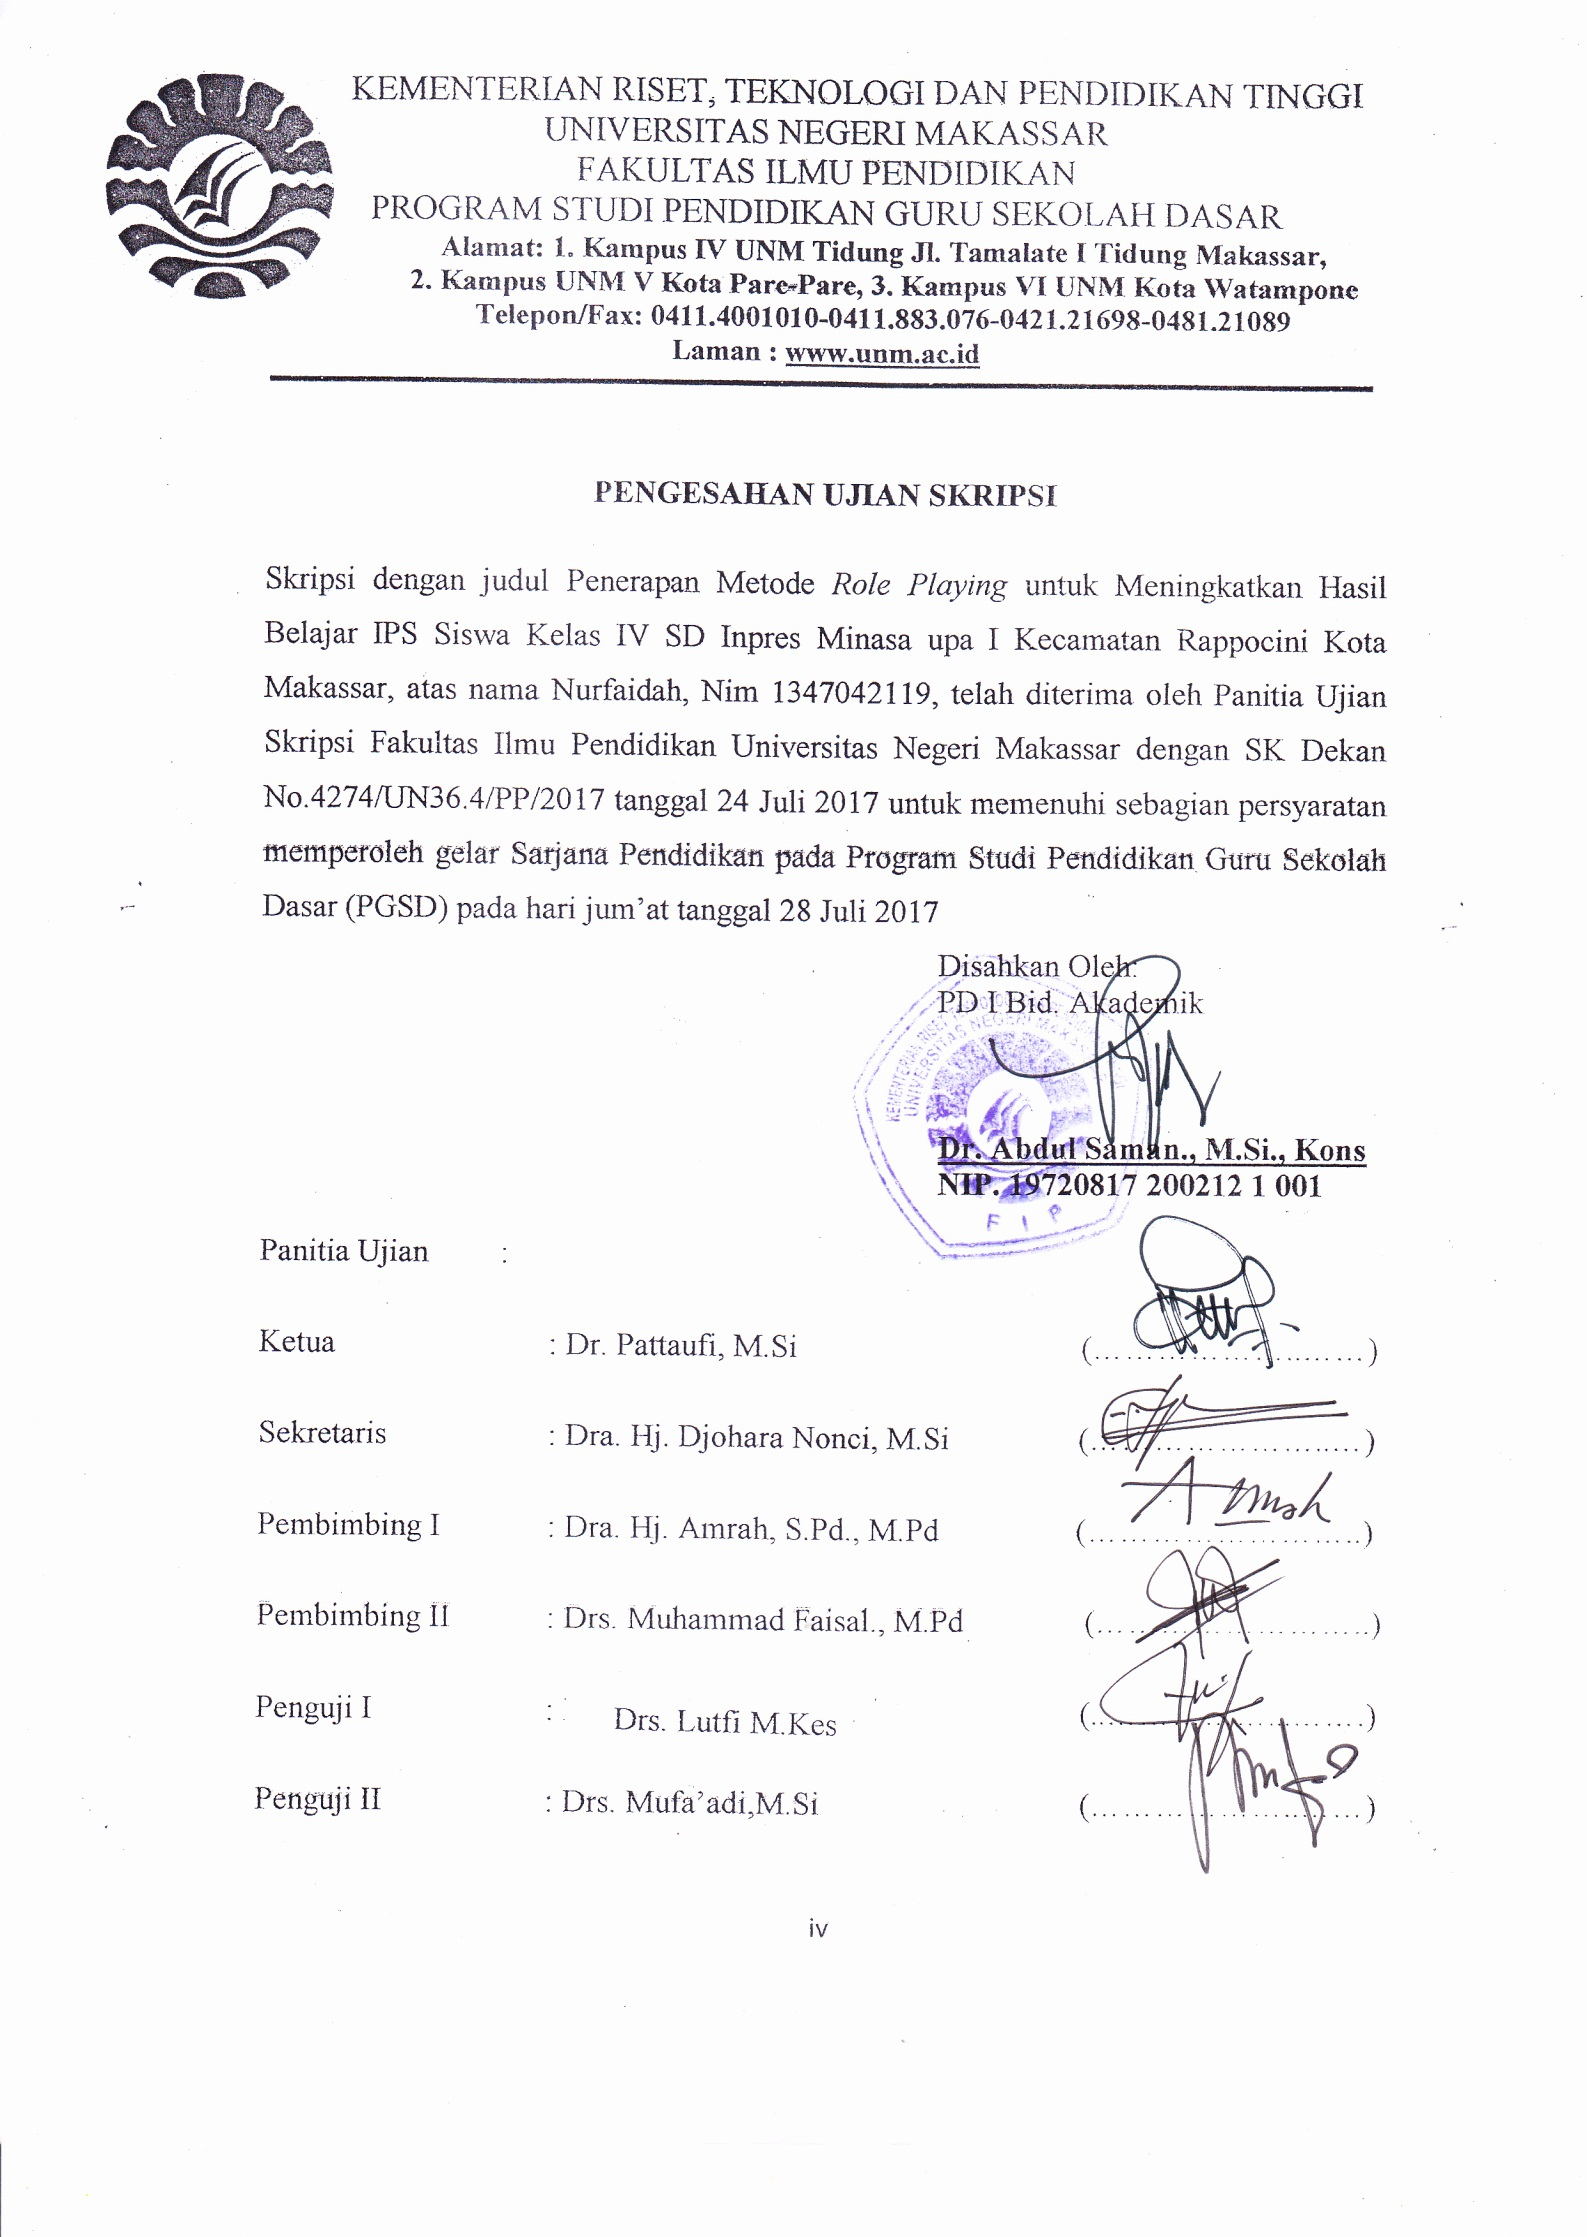 KEMENTERIAN RISET, TEKNOLOGI DAN PENDIDIKAN TINGGI
UNIVERSITAS NEGERI MAKASSAR
FAKULTAS ILMU PENDIDIKAN
PROGRAM STUDI PENDIDIKAN GURU SEKOLAH DASAR
Alamat: 1. Kampus IV UNM Tidung Jl. Tamalate I Tidung Makassar,
2. Kampus UNM V Kota Pare-Pare, 3. Kampus VI UNM Kota Watampone
Telepon/Fax: 0411.4001010-0411.883.076-0421.21698-0481.21089
Laman : www.unm.ac.id
PENGESAHAN UJIAN SKRIPSI
Skripsi dengan judul Penerapan Metode Role Playing untuk Meningkatkan Hasil
Belajar IPS Siswa Kelas IV SD Inpres Minasa upa I Kecamatan Rappocini Kota
Makassar, atas nama Nurfaidah, Nim 1347042119, telah diterima oleh Panitia Ujian
Skripsi Fakultas Ilmu Pendidikan Universitas Negeri Makassar dengan SK Dekan
No.4274/UN36.4/PP/2017 tanggal 24 Juli 2017 untuk memenuhi sebagian persyaratan
memperoleh gelar Sarjana Pendidikan pada Program Studi Pendidikan Guru Sekolah
Dasar (PGSD) pada hari jum'at tanggal 28 Juli 2017
Disahkan Oleh:
PD I Bid. Akademik
KEMENTERIAN RISET
UNIVERSITAS NEGERI MAKA
Dr. Abdul Saman., M.Si., Kons
NIP. 19720817 200212 1 001
F I P
Panitia Ujian :
Ketua : Dr. Pattaufi, M.Si (..........................)
Sekretaris : Dra. Hj. Djohara Nonci, M.Si (..........................)
Pembimbing I : Dra. Hj. Amrah, S.Pd., M.Pd (..........................)
Pembimbing II : Drs. Muhammad Faisal., M.Pd (..........................)
Penguji I : Drs. Lutfi M.Kes (..........................)
Penguji II : Drs. Mufa'adi,M.Si (..........................)
iv